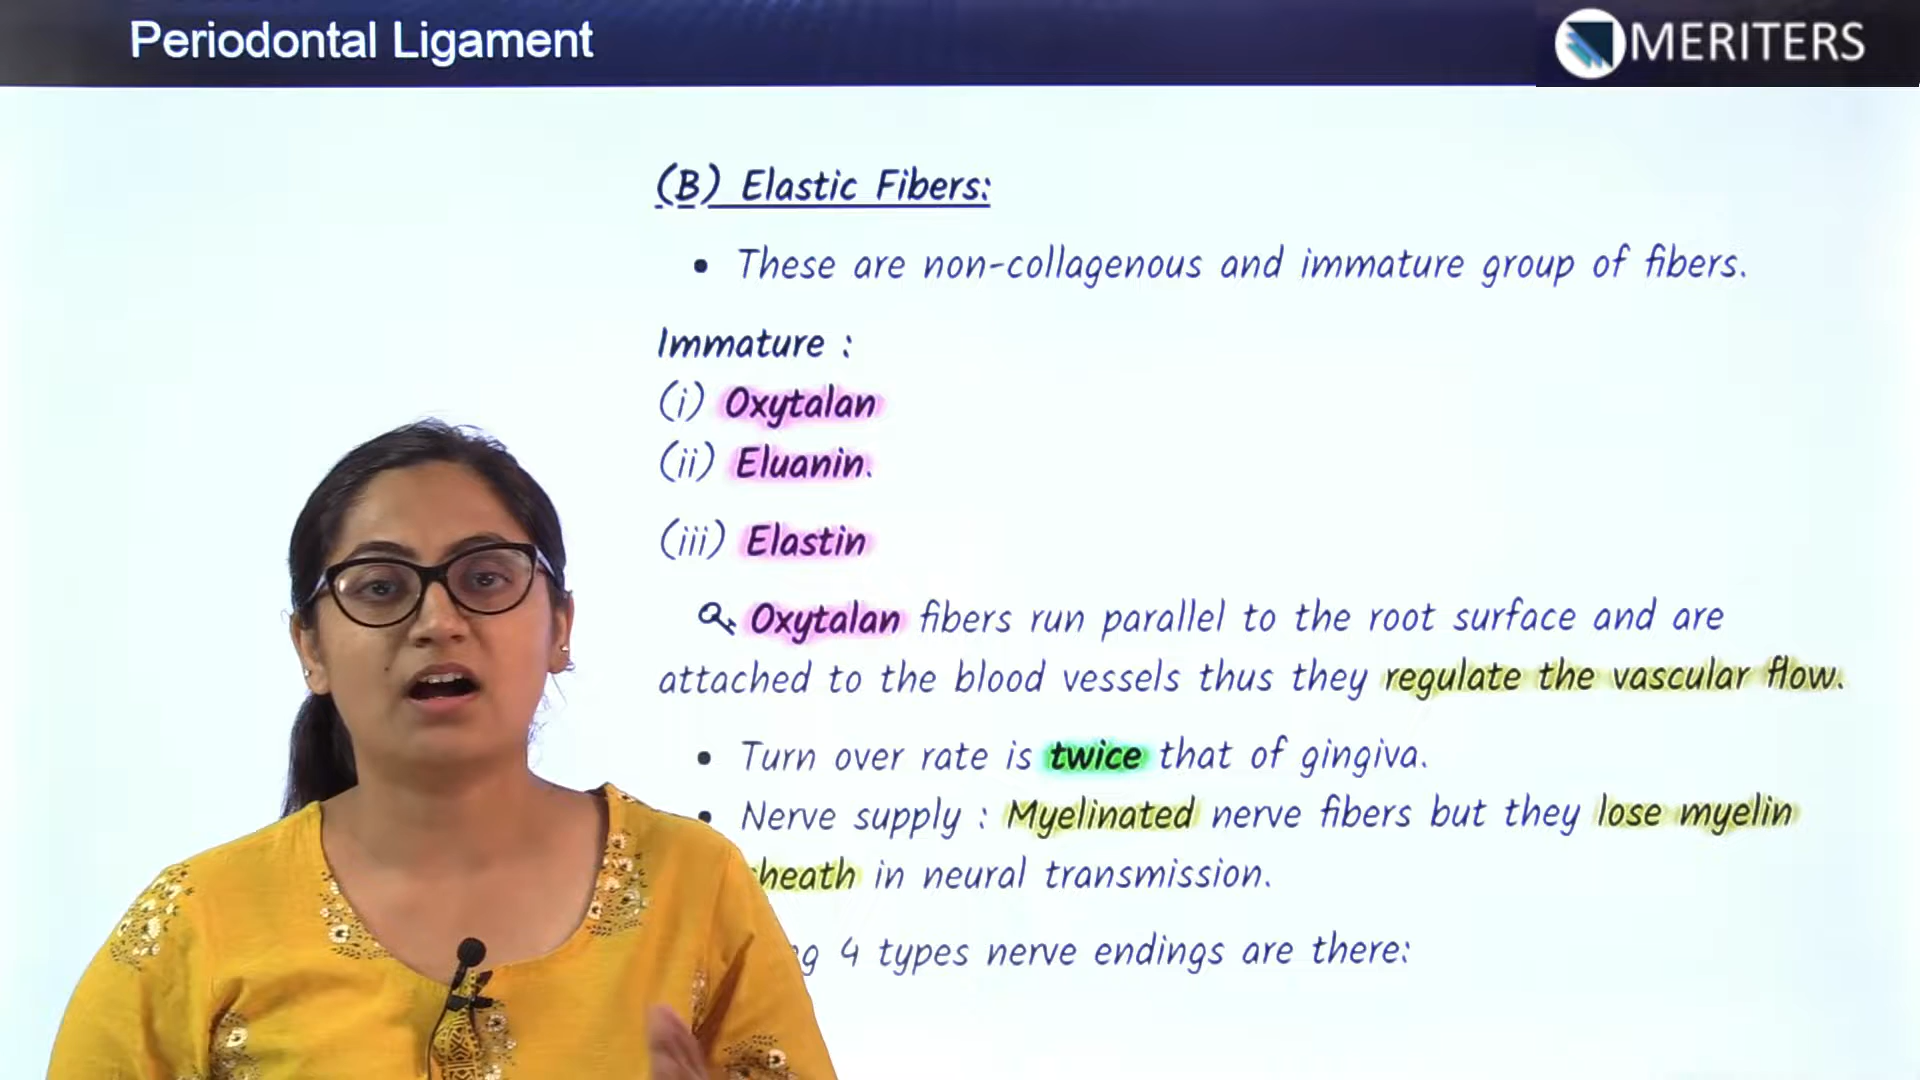 Periodontal Ligament
MERITERS
(B) Elastic Fibers:
• These are non-collagenous and immature group of fibers.
Immature :
(i) Oxytalan
(ii) Eluanin.
(iii) Elastin
Oxytalan fibers run parallel to the root surface and are
attached to the blood vessels thus they regulate the vascular flow.
• Turn over rate is twice that of gingiva.
• Nerve supply : Myelinated nerve fibers but they lose myelin
heath in neural transmission.
4 types nerve endings are there: